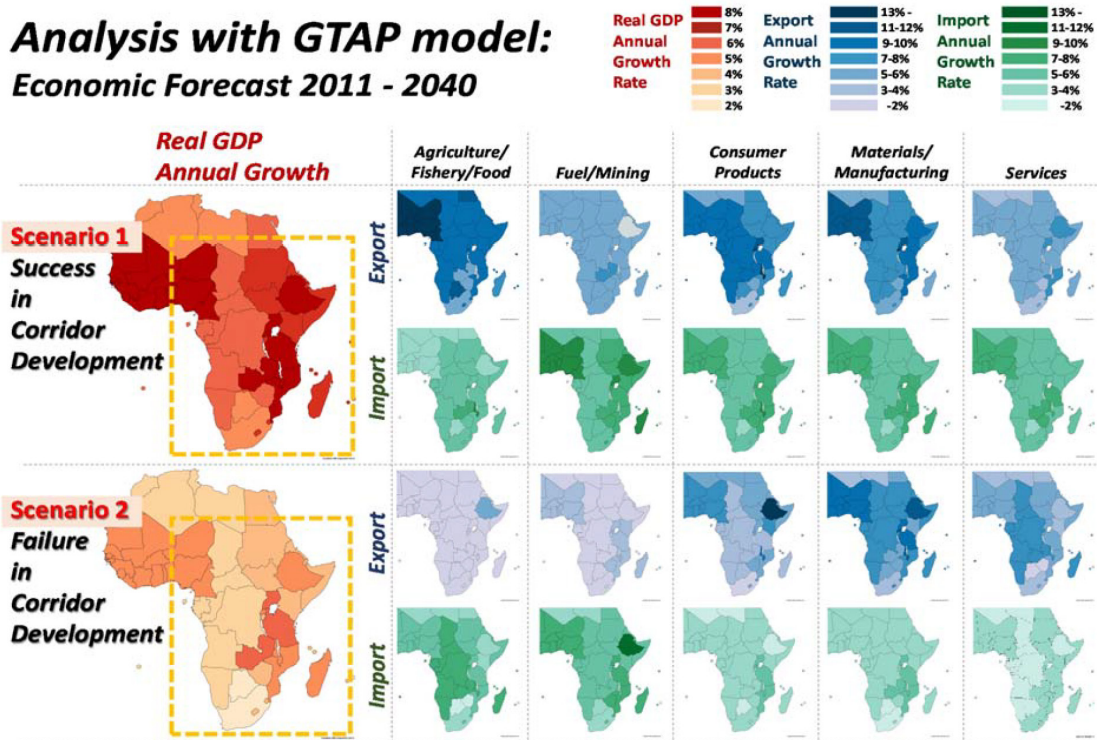 Analysis with GTAP model:
Economic Forecast 2011 - 2040
Real GDP
Annual
Growth
Rate
8%
7%
6%
5%
4%
3%
2%
Export
Annual
Growth
Rate
13% -
11-12%
9-10%
7-8%
5-6%
3-4%
-2%
Import
Annual
Growth
Rate
13% -
11-12%
9-10%
7-8%
5-6%
3-4%
-2%
Real GDP
Annual Growth
Agriculture/
Fishery/Food
Fuel/Mining
Consumer
Products
Materials/
Manufacturing
Services
Scenario 1
Success
in
Corridor
Development
Export
Import
Scenario 2
Failure
in
Corridor
Development
Export
Import